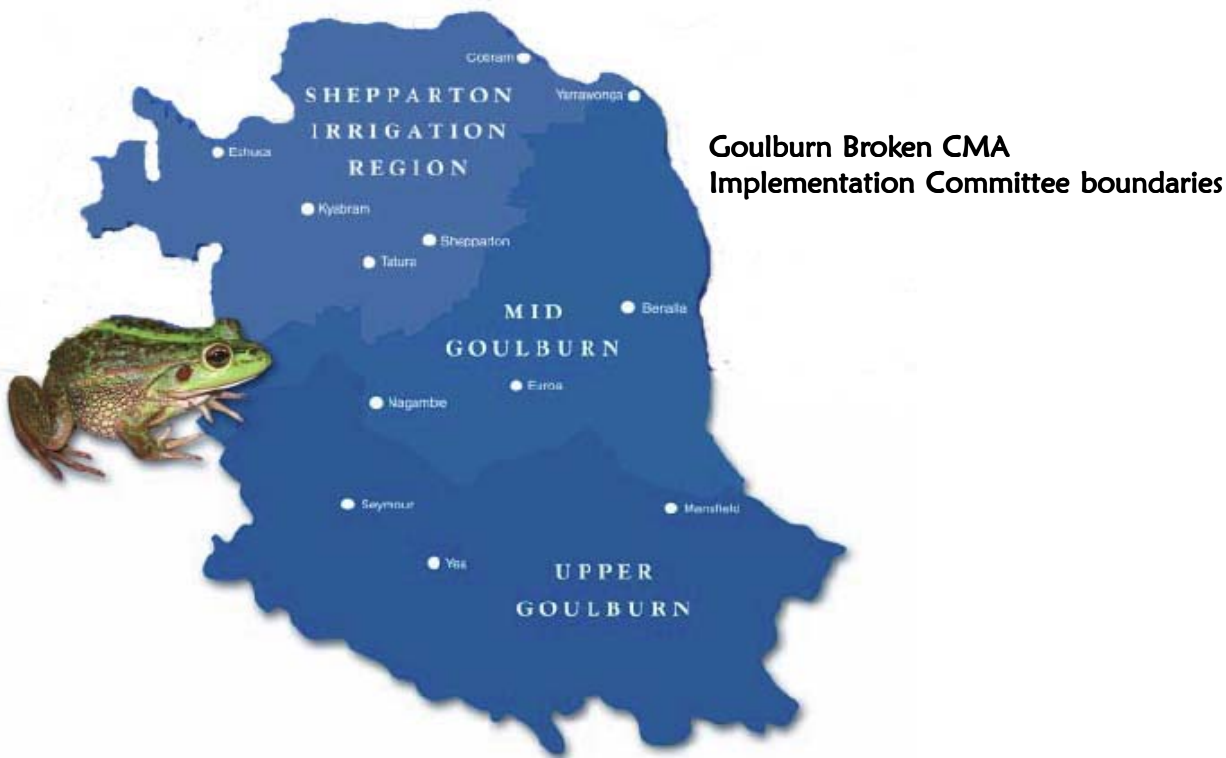 Cobram
SHEPPARTON
Yarrawonga
IRRIGATION
Echuca
REGION
Kyabram
Shepparton
Tatura
MID
Benalla
GOULBURN
Euroa
Nagambie
Seymour
Mansfield
Yea
UPPER
GOULBURN
Goulburn Broken CMA
Implementation Committee boundaries